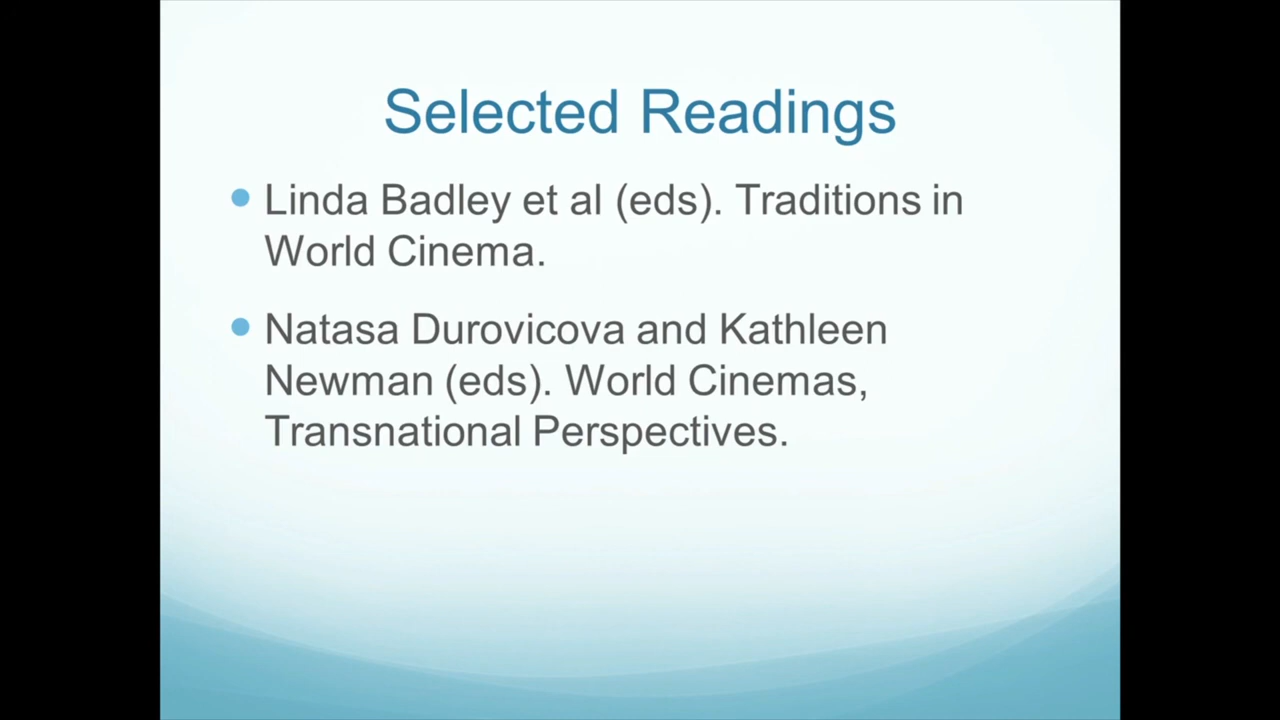 Selected Readings
Linda Badley et al (eds). Traditions in
World Cinema.
Natasa Durovicova and Kathleen
Newman (eds). World Cinemas,
Transnational Perspectives.